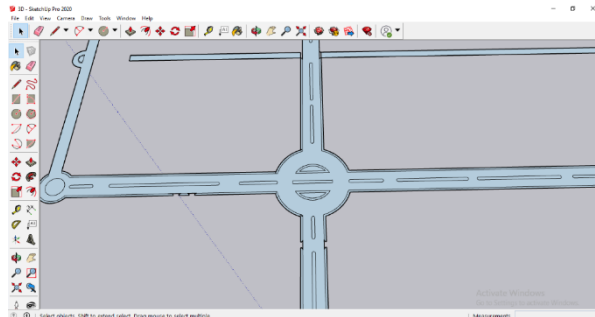 3D - SketchUp Pro 2020
File Edit View Camera Draw Tools Window Help
Activate Windows
Select objects. Shift to extend select. Drag mouse to select multiple.
Measurements